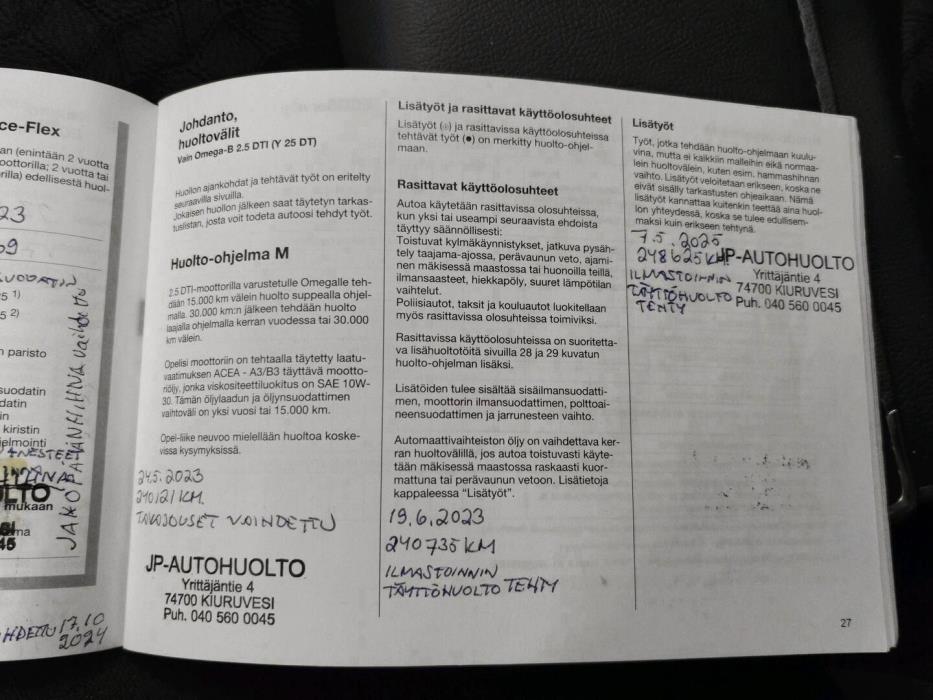 ce-Flex
an (enintään 2 vuotta
oottorilla; 2 vuotta tai
rilla) edellisestä huol-
23
69
5 1)
5 2)
n paristo
suodatin
datin
in
kiristin
jelmointi
JAKOPÄÄNHIHNA vaihdettu
mukaan
ma
45
17.10
2024
Johdanto,
huoltovälit
Vain Omega-B 2.5 DTI (Y 25 DT)
Huollon ajankohdat ja tehtävät työt on eritelty
seuraavilla sivuilla.
Jokaisen huollon jälkeen saat täytetyn tarkas-
tuslistan, josta voit todeta autoosi tehdyt työt.
Huolto-ohjelma M
2.5 DTI-moottorilla varustetulle Omegalle teh-
dään 15.000 km välein huolto suppealla ohjel-
malla. 30.000 km:n jälkeen tehdään huolto
laajalla ohjelmalla kerran vuodessa tai 30.000
km välein.
Opelisi moottoriin on tehtaalla täytetty laatu-
vaatimuksen ACEA - A3/B3 täyttävä mootto-
riöljy, jonka viskositeettiluokitus on SAE 10W-
30. Tämän öljylaadun ja öljynsuodattimen
vaihtoväli on yksi vuosi tai 15.000 km.
Opel-liike neuvoo mielellään huoltoa koske-
vissa kysymyksissä.
24.5.2023
240121 KM
TAKAJOUSET VAIHDETTU
JP-AUTOHUOLTO
Yrittäjäntie 4
74700 KIURUVESI
Puh. 040 560 0045
Lisätyöt ja rasittavat käyttöolosuhteet
Lisätyöt (○) ja rasittavissa käyttöolosuhteissa
tehtävät työt (●) on merkitty huolto-ohjel-
maan.
Rasittavat käyttöolosuhteet
Autoa käytetään rasittavissa olosuhteissa,
kun yksi tai useampi seuraavista ehdoista
täyttyy säännöllisesti:
Toistuvat kylmäkäynnistykset, jatkuva pysäh-
tely taajama-ajossa, perävaunun veto, ajami-
nen mäkisessä maastossa tai huonoilla teillä,
ilmansaasteet, hiekkapöly, suuret lämpötilan
vaihtelut.
Poliisiautot, taksit ja kouluautot luokitellaan
myös rasittavissa olosuhteissa toimiviksi.
Rasittavissa käyttöolosuhteissa on suoritetta-
va lisähuoltotöitä sivuilla 28 ja 29 kuvatun
huolto-ohjelman lisäksi.
Lisätöiden tulee sisältää sisäilmansuodatti-
men, moottorin ilmansuodattimen, polttoai-
neensuodattimen ja jarrunesteen vaihto.
Automaattivaihteiston öljy on vaihdettava ker-
ran huoltovälillä, jos autoa toistuvasti käyte-
tään mäkisessä maastossa raskaasti kuor-
mattuna tai perävaunun vetoon. Lisätietoja
kappaleessa "Lisätyöt".
19.6.2023
240735 KM
ILMASTOINNIN
TÄYTTÖHUOLTO TEHTY
Lisätyöt
Työt, jotka tehdään huolto-ohjelmaan kuulu-
vina, mutta ei kaikkiin malleihin eikä normaa-
lein huoltovälein, kuten esim. hammashihnan
vaihto. Lisätyöt veloitetaan erikseen, koska ne
eivät sisälly tarkastusten ohjeaikaan. Nämä
lisätyöt kannattaa kuitenkin teettää aina huol-
lon yhteydessä, koska se tulee edullisem-
maksi kuin erikseen tehtynä.
7.5.2025
248625 KM
ILMASTOINNIN
TÄYTTÖHUOLTO
TEHTY
JP-AUTOHUOLTO
Yrittäjäntie 4
74700 KIURUVESI
Puh. 040 560 0045
27